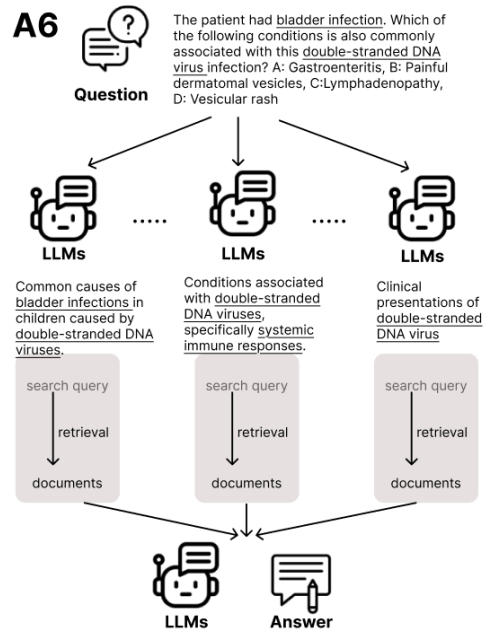 A6
The patient had bladder infection. Which of
the following conditions is also commonly
associated with this double-stranded DNA
virus infection? A: Gastroenteritis, B: Painful
dermatomal vesicles, C:Lymphadenopathy,
D: Vesicular rash
Question
LLMs
.....
LLMs
.....
LLMs
Common causes of
bladder infections in
children caused by
double-stranded DNA
viruses.
Conditions associated
with double-stranded
DNA viruses,
specifically systemic
immune responses.
Clinical
presentations of
double-stranded
DNA virus
search query
retrieval
documents
search query
retrieval
documents
search query
retrieval
documents
LLMs
Answer